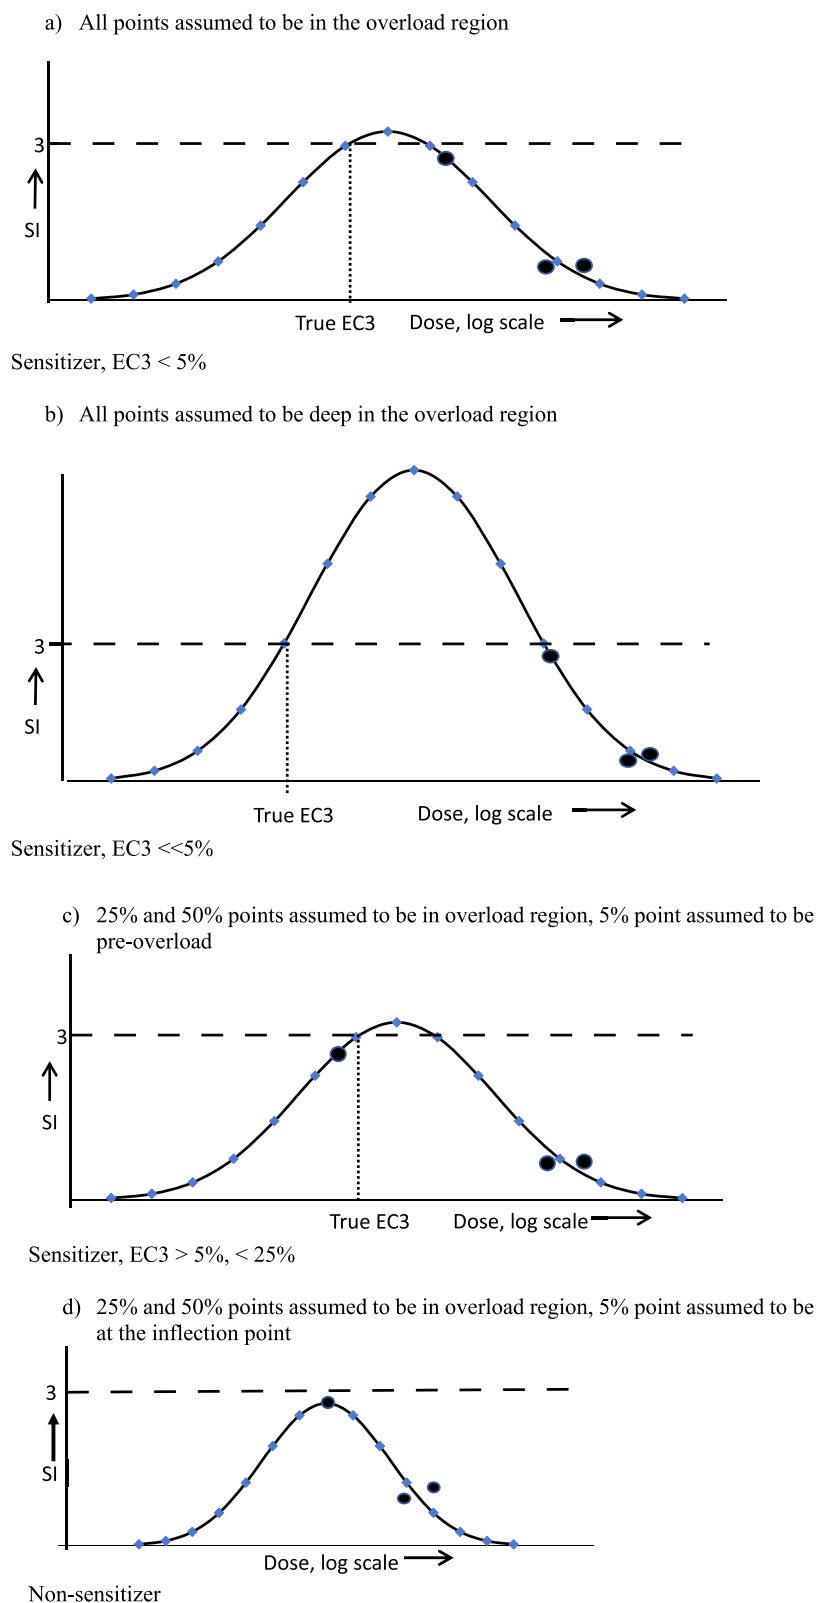 a) All points assumed to be in the overload region
3
SI
True EC3 Dose, log scale
Sensitizer, EC3 < 5%
b) All points assumed to be deep in the overload region
3
SI
True EC3 Dose, log scale
Sensitizer, EC3 <<5%
c) 25% and 50% points assumed to be in overload region, 5% point assumed to be
pre-overload
3
SI
True EC3 Dose, log scale
Sensitizer, EC3 > 5%, < 25%
d) 25% and 50% points assumed to be in overload region, 5% point assumed to be
at the inflection point
3
SI
Dose, log scale
Non-sensitizer